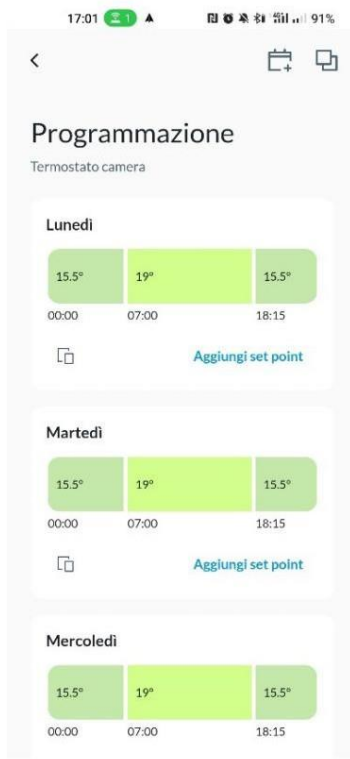 17:01 1 4G 91%
Programmazione
Termostato camera
Lunedì
15.5° 19° 15.5°
00:00 07:00 18:15
Aggiungi set point
Martedì
15.5° 19° 15.5°
00:00 07:00 18:15
Aggiungi set point
Mercoledì
15.5° 19° 15.5°
00:00 07:00 18:15